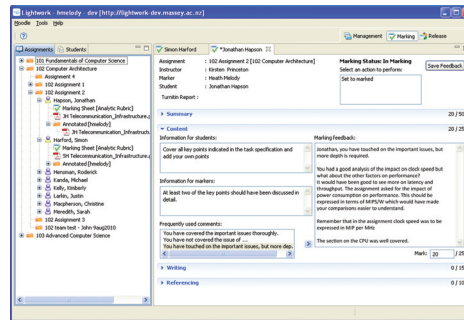 Lightwork - hmelody - dev [http://lightwork-dev.massey.ac.nz]
Moodle Tools Help
Management Marking Release
Assignments Students
101 Fundamentals of Computer Science
102 Computer Architecture
Assignment 4
102 Assignment 1
102 Assignment 2
Hapson, Jonathan
Marking Sheet [Analytic Rubric]
JH Telecommunication_Infrastructure.p
Annotated [hmelody]
JH Telecommunication_Infrastruct
Harford, Simon
Marking Sheet [Analytic Rubric]
SH Telecommunication_Infrastructure.p
Annotated [hmelody]
Hensman, Roderick
Kanda, Michael
Kelly, Kimberly
Larkin, Justin
Macpherson, Christine
Meredith, Sarah
102 Assignment 3
102 team test - John Yaug2010
103 Advanced Computer Science
Simon Harford *Jonathan Hapson
Assignment : 102 Assignment 2 [102 Computer Architecture]
Instructor : Kirsten Princeton
Marker : Heath Melody
Student : Jonathan Hapson
Turnitin Report :
Marking Status: In Marking
Select an action to perform:
Set to marked
Save Feedback
Summary 20 / 50
Content 20 / 25
Information for students:
Cover all key points indicated in the task specification and
add your own points
Information for markers:
At least two of the key points should have been discussed in
detail.
Frequently used comments:
You have covered the important issues thoroughly.
You have not covered the issue of ...
You have touched on the important issues, but more dep
Marking Feedback:
Jonathan, you have touched on the important issues, but
more depth is required.
You had a good analysis of the impact on clock speed but
what about the other factors on performance?
It would have been good to see more on latency and
throughput. The assignment asked for the impact of
power consumption on performance. This should be
expressed in terms of MIPS/W which would have made
your comparisons easier to understand.
Remember that in the assignment clock speed was to be
expressed in MIP per MHz
The section on the CPU was well covered.
Mark: 20 / 25
Writing 0 / 15
Referencing 0 / 10